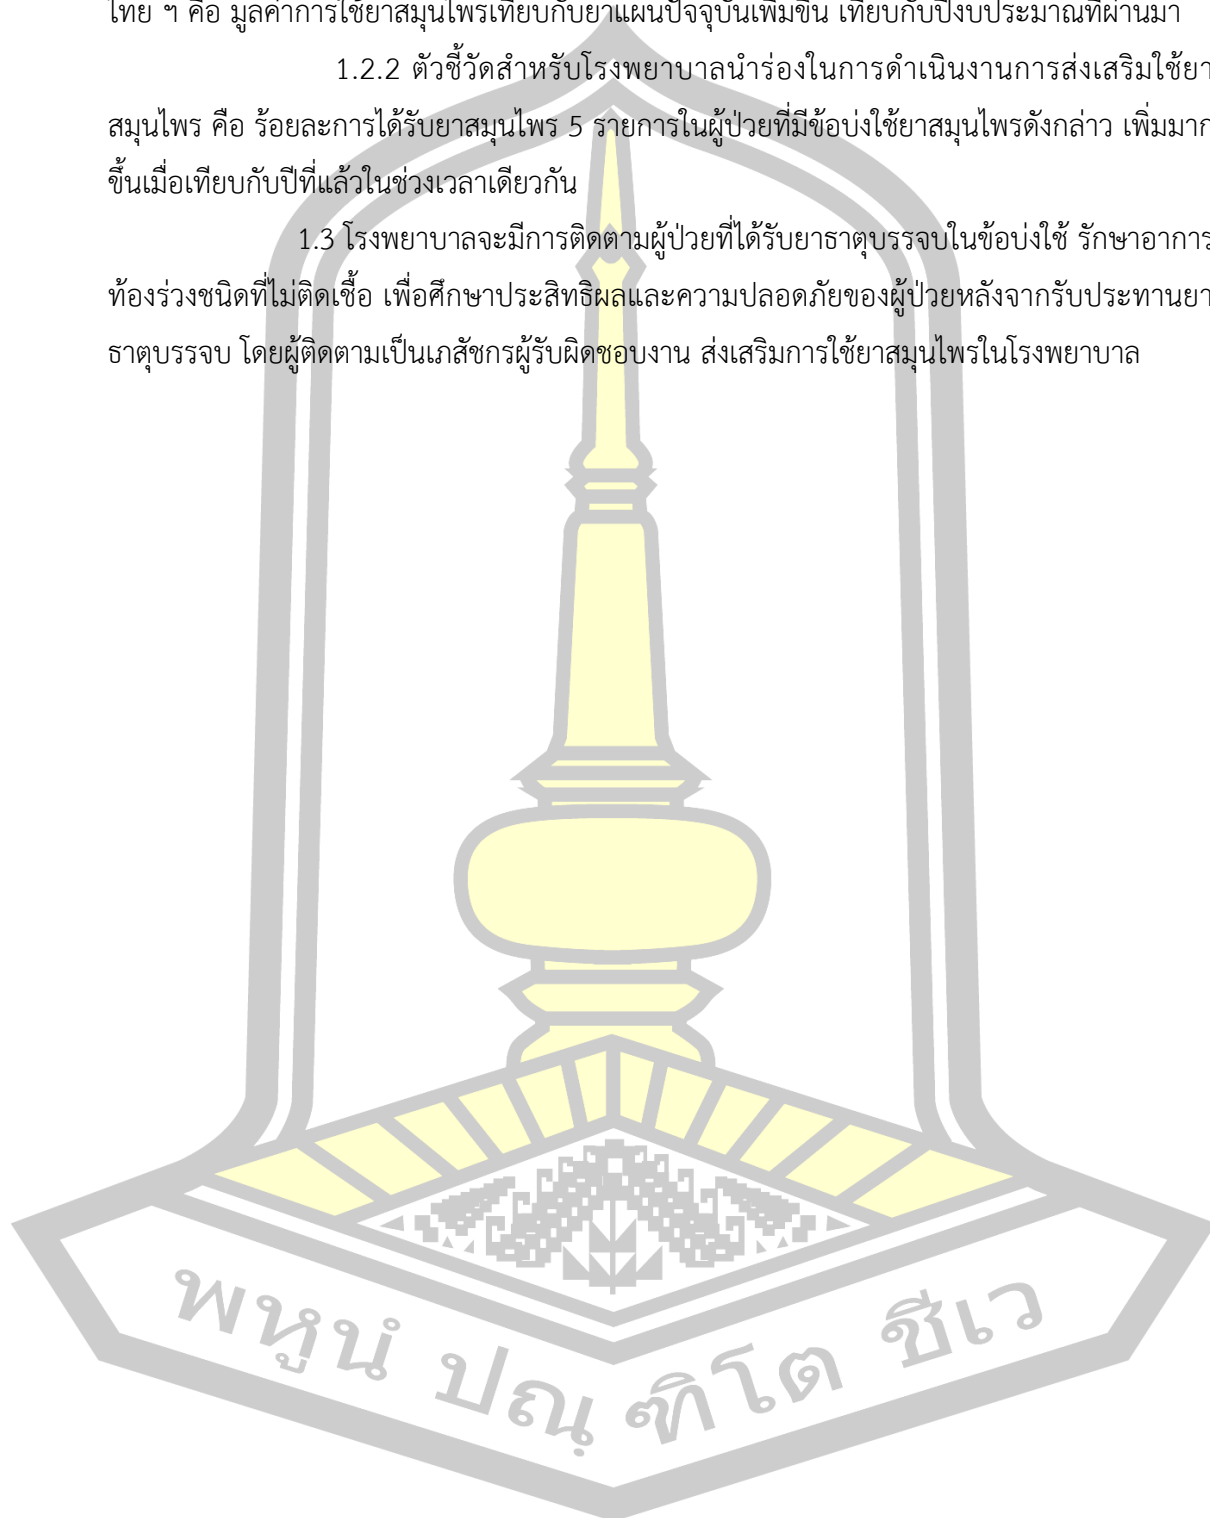 ไทย ฯ คือ มูลค่าการใช้ยาสมุนไพรเทียบกับยาแผนปัจจุบันเพิ่มขึ้น เทียบกับปีงบประมาณที่ผ่านมา
1.2.2 ตัวชี้วัดสำหรับโรงพยาบาลนำร่องในการดำเนินงานการส่งเสริมใช้ยา
สมุนไพร คือ ร้อยละการได้รับยาสมุนไพร 5 รายการในผู้ป่วยที่มีข้อบ่งใช้ยาสมุนไพรดังกล่าว เพิ่มมาก
ขึ้นเมื่อเทียบกับปีที่แล้วในช่วงเวลาเดียวกัน
1.3 โรงพยาบาลจะมีการติดตามผู้ป่วยที่ได้รับยาธาตุบรรจบในข้อบ่งใช้ รักษาอาการ
ท้องร่วงชนิดที่ไม่ติดเชื้อ เพื่อศึกษาประสิทธิผลและความปลอดภัยของผู้ป่วยหลังจากรับประทานยา
ธาตุบรรจบ โดยผู้ติดตามเป็นเภสัชกรผู้รับผิดชอบงาน ส่งเสริมการใช้ยาสมุนไพรในโรงพยาบาล
พหูนํ ปณฺ ฑิโต ชีเว